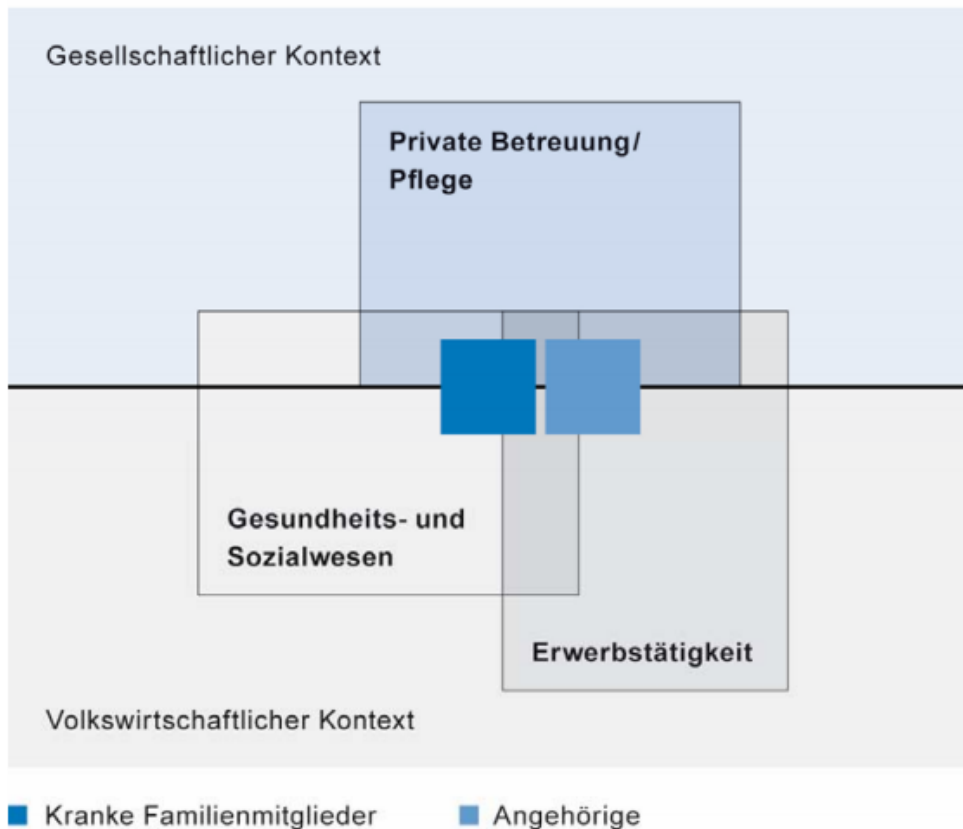 Gesellschaftlicher Kontext
Private Betreuung/
Pflege
Gesundheits- und
Sozialwesen
Erwerbstätigkeit
Volkswirtschaftlicher Kontext
Kranke Familienmitglieder
Angehörige